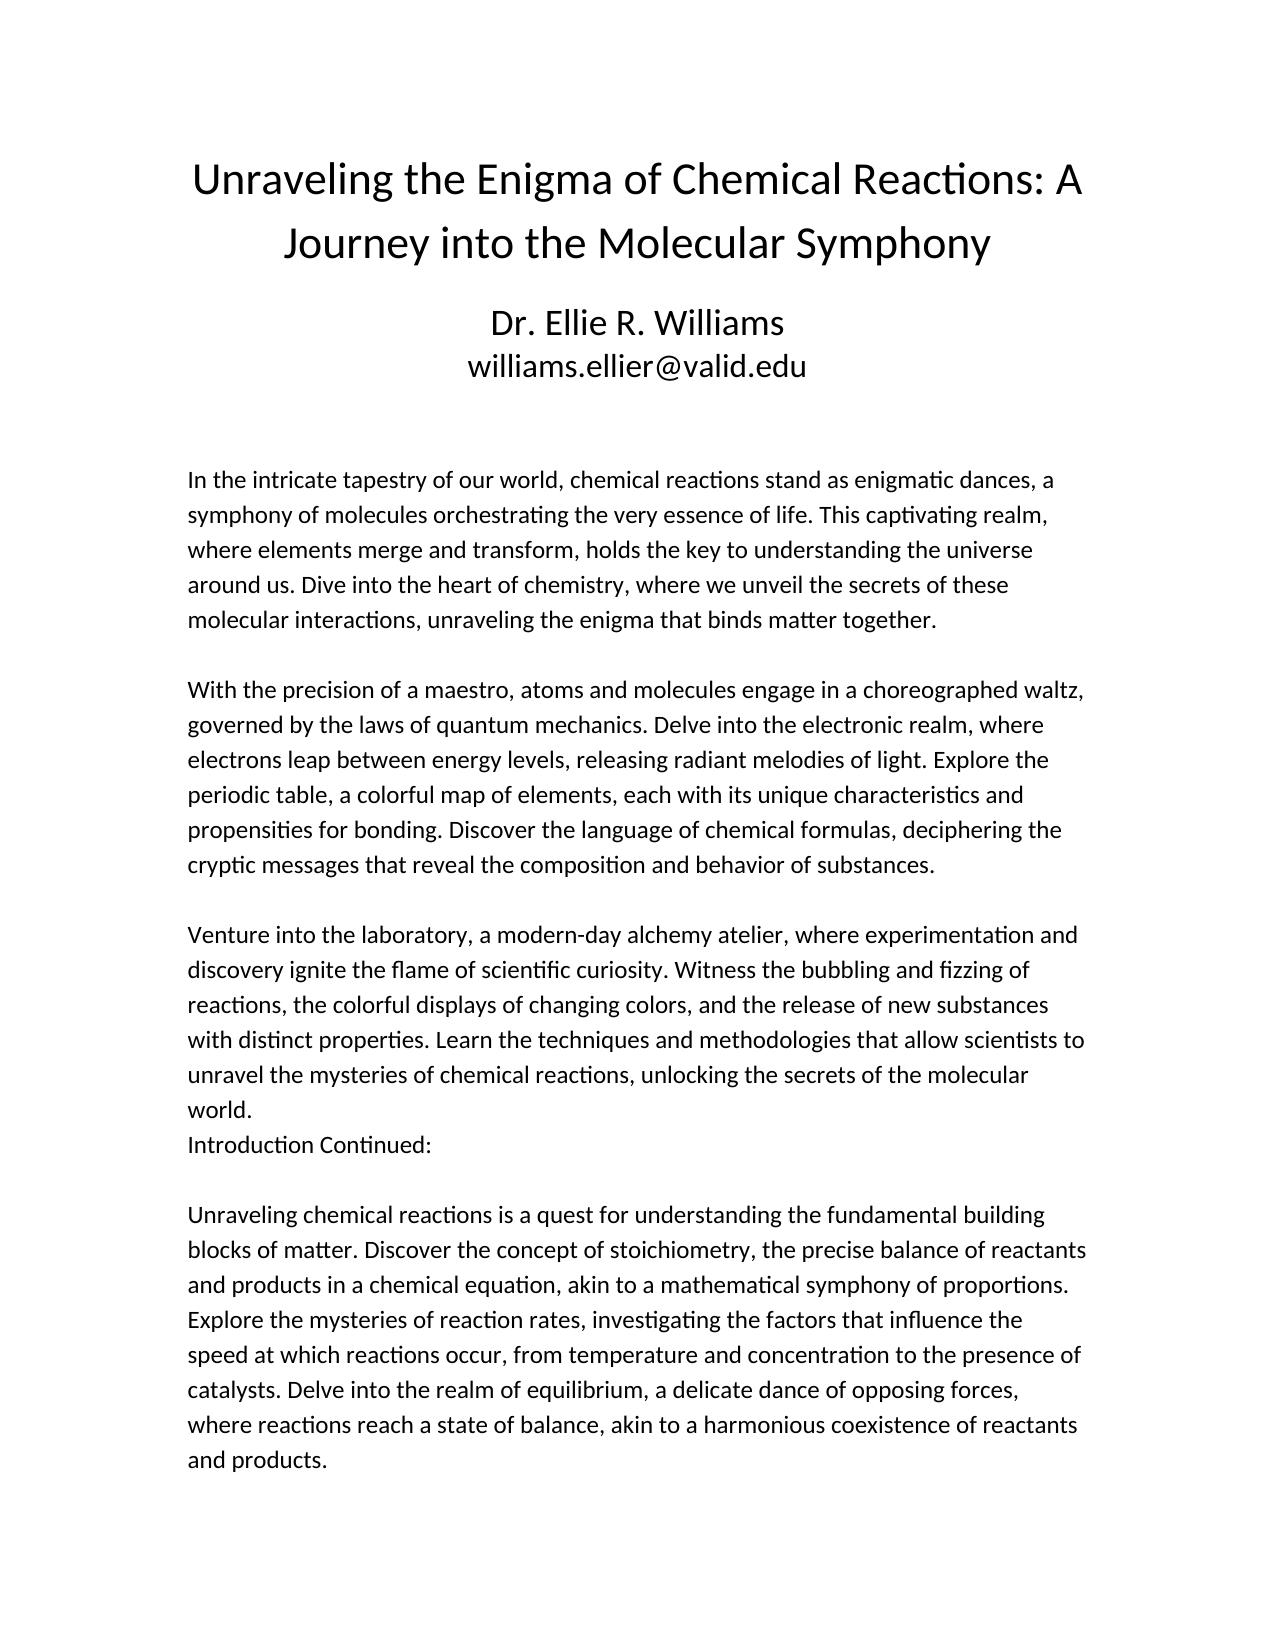 Unraveling the Enigma of Chemical Reactions: A
Journey into the Molecular Symphony
Dr. Ellie R. Williams
williams.ellier@valid.edu
In the intricate tapestry of our world, chemical reactions stand as enigmatic dances, a
symphony of molecules orchestrating the very essence of life. This captivating realm,
where elements merge and transform, holds the key to understanding the universe
around us. Dive into the heart of chemistry, where we unveil the secrets of these
molecular interactions, unraveling the enigma that binds matter together.
With the precision of a maestro, atoms and molecules engage in a choreographed waltz,
governed by the laws of quantum mechanics. Delve into the electronic realm, where
electrons leap between energy levels, releasing radiant melodies of light. Explore the
periodic table, a colorful map of elements, each with its unique characteristics and
propensities for bonding. Discover the language of chemical formulas, deciphering the
cryptic messages that reveal the composition and behavior of substances.
Venture into the laboratory, a modern-day alchemy atelier, where experimentation and
discovery ignite the flame of scientific curiosity. Witness the bubbling and fizzing of
reactions, the colorful displays of changing colors, and the release of new substances
with distinct properties. Learn the techniques and methodologies that allow scientists to
unravel the mysteries of chemical reactions, unlocking the secrets of the molecular
world.
Introduction Continued:
Unraveling chemical reactions is a quest for understanding the fundamental building
blocks of matter. Discover the concept of stoichiometry, the precise balance of reactants
and products in a chemical equation, akin to a mathematical symphony of proportions.
Explore the mysteries of reaction rates, investigating the factors that influence the
speed at which reactions occur, from temperature and concentration to the presence of
catalysts. Delve into the realm of equilibrium, a delicate dance of opposing forces,
where reactions reach a state of balance, akin to a harmonious coexistence of reactants
and products.